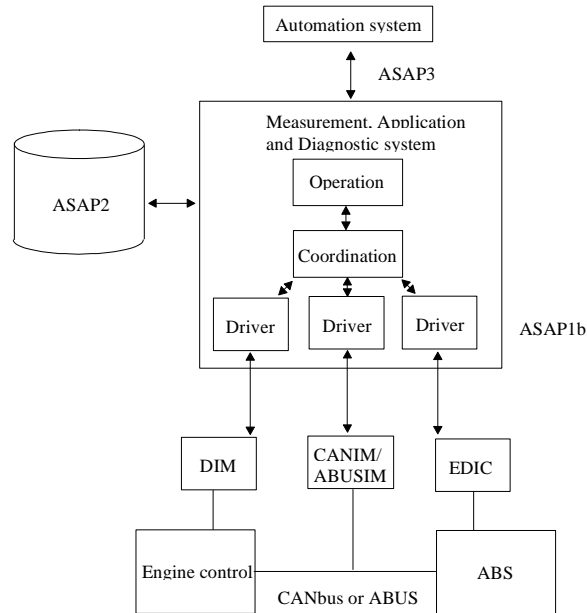 Automation system
ASAP3
Measurement, Application
and Diagnostic system
ASAP2
Operation
Coordination
Driver
Driver
Driver
ASAP1b
DIM
CANIM/
ABUSIM
EDIC
Engine control
ABS
CANbus or ABUS